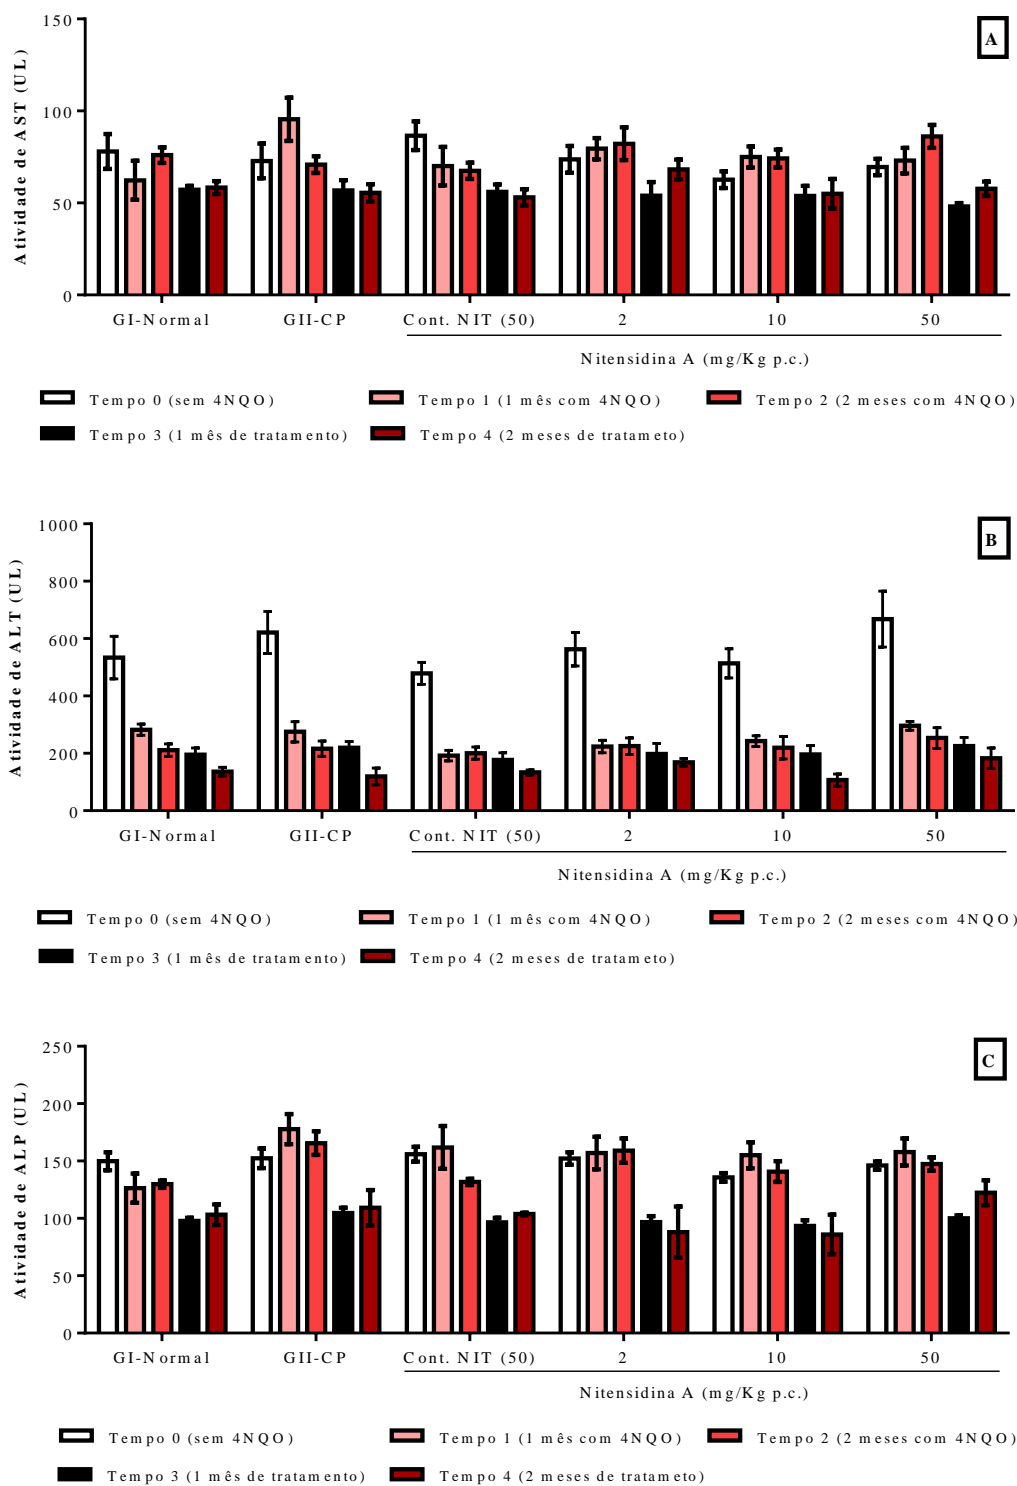 A
Atividade de AST (UL)
150
100
50
0
GI-Normal GII-CP Cont. NIT (50) 2 10 50
Nitensidina A (mg/Kg p.c.)
Tempo 0 (sem 4NQO) Tempo 1 (1 mês com 4NQO) Tempo 2 (2 meses com 4NQO)
Tempo 3 (1 mês de tratamento) Tempo 4 (2 meses de tratameto)
B
Atividade de ALT (UL)
1000
800
600
400
200
0
GI-Normal GII-CP Cont. NIT (50) 2 10 50
Nitensidina A (mg/Kg p.c.)
Tempo 0 (sem 4NQO) Tempo 1 (1 mês com 4NQO) Tempo 2 (2 meses com 4NQO)
Tempo 3 (1 mês de tratamento) Tempo 4 (2 meses de tratameto)
C
Atividade de ALP (UL)
250
200
150
100
50
0
GI-Normal GII-CP Cont. NIT (50) 2 10 50
Nitensidina A (mg/Kg p.c.)
Tempo 0 (sem 4NQO) Tempo 1 (1 mês com 4NQO) Tempo 2 (2 meses com 4NQO)
Tempo 3 (1 mês de tratamento) Tempo 4 (2 meses de tratameto)